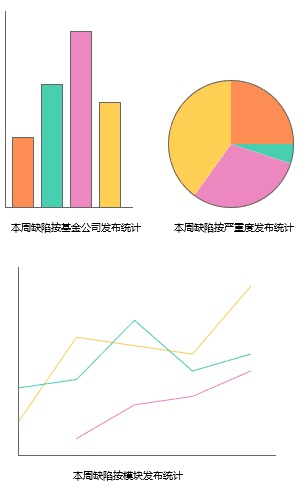 本周缺陷按基金公司发布统计
本周缺陷按严重度发布统计
本周缺陷按模块发布统计